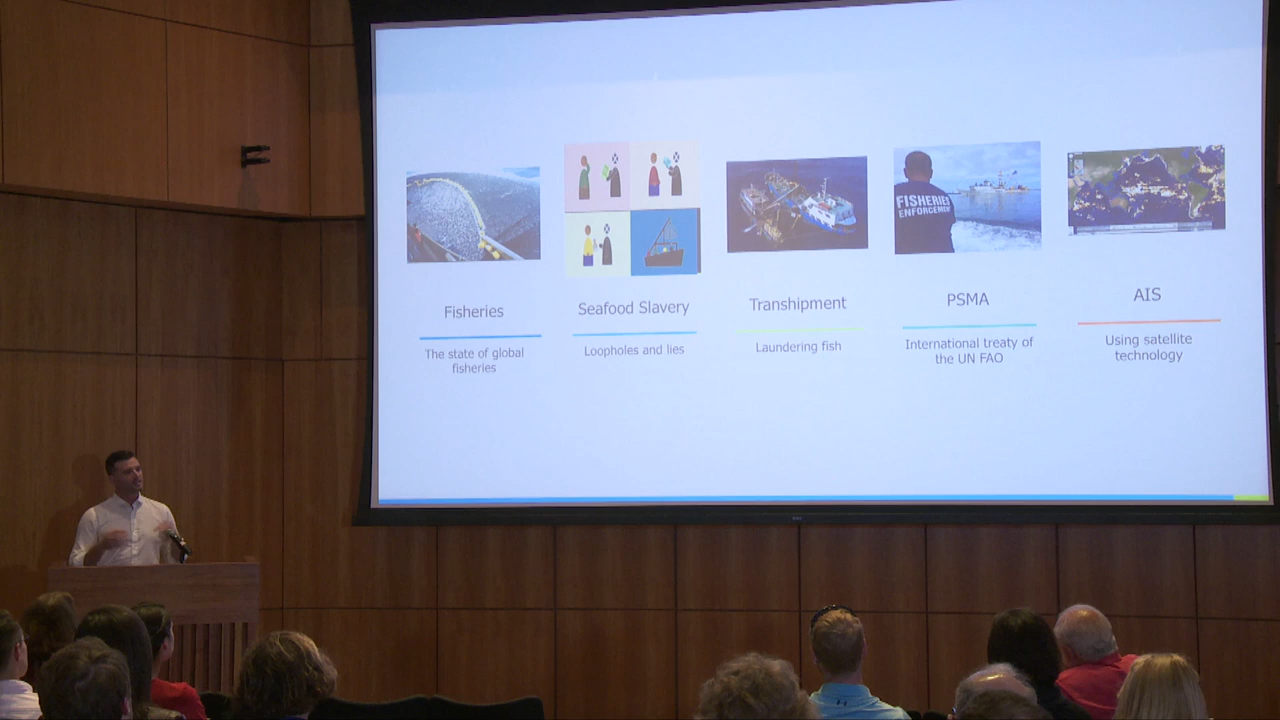 FISHERIES
ENFORCEMENT
Fisheries
The state of global
fisheries
Seafood Slavery
Loopholes and lies
Transhipment
Laundering fish
PSMA
International treaty of
the UN FAO
AIS
Using satellite
technology